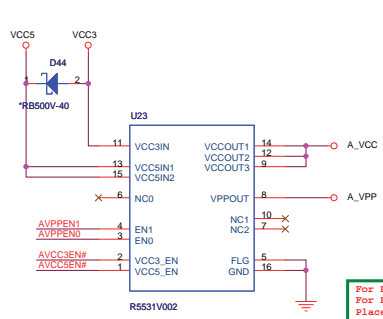 VCC5 VCC3
D44
1 2
*RB500V-40
U23
11 VCC3IN VCCOUT1 14 A_VCC
VCCOUT2 12
13 VCC5IN1 VCCOUT3 9
15 VCC5IN2
6 NC0 VPPOUT 8 A_VPP
NC1 10
AVPPEN1 4 EN1 NC2 7
AVPPEN0 3 EN0
AVCC3EN# 2 VCC3_EN FLG 5
AVCC5EN# 1 VCC5_EN GND 16
R5531V002
For
For
Place